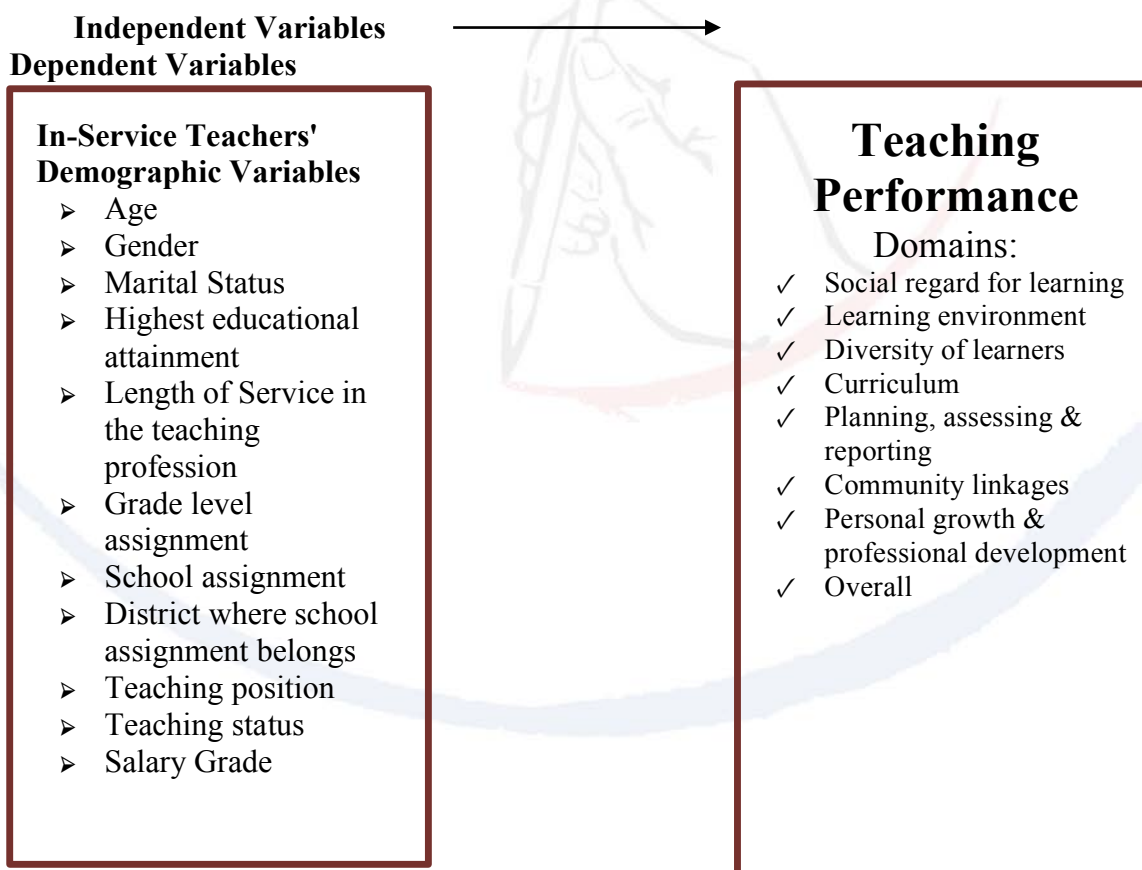 Independent Variables
Dependent Variables
In-Service Teachers'
Demographic Variables
➢ Age
➢ Gender
➢ Marital Status
➢ Highest educational
attainment
➢ Length of Service in
the teaching
profession
➢ Grade level
assignment
➢ School assignment
➢ District where school
assignment belongs
➢ Teaching position
➢ Teaching status
➢ Salary Grade
Teaching
Performance
Domains:
✓ Social regard for learning
✓ Learning environment
✓ Diversity of learners
✓ Curriculum
✓ Planning, assessing &
reporting
✓ Community linkages
✓ Personal growth &
professional development
✓ Overall